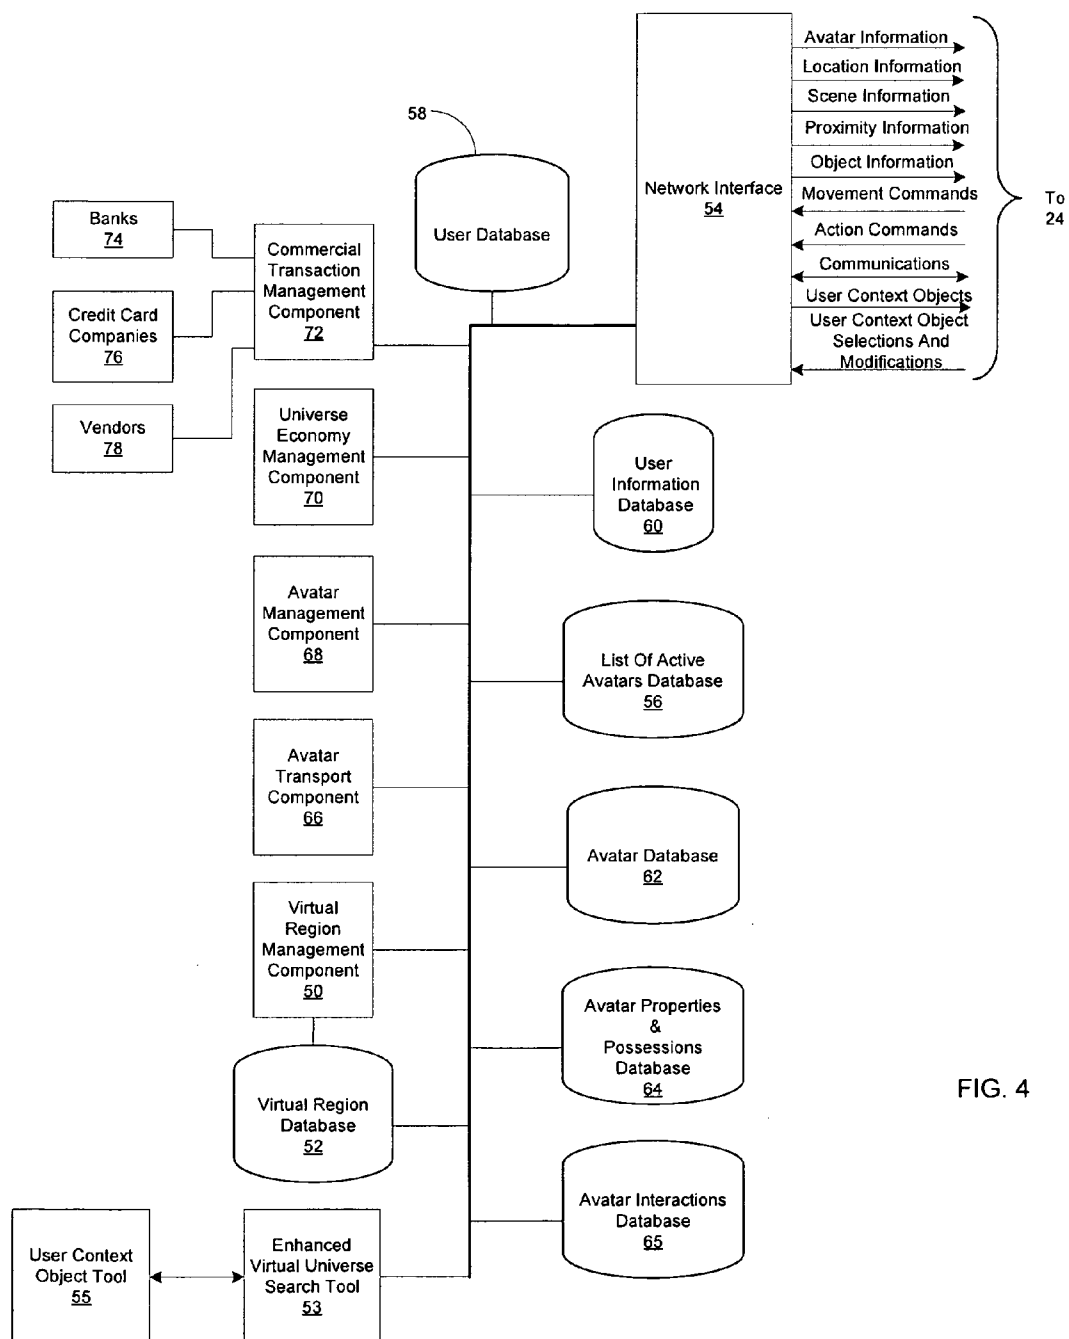 Avatar Information
Location Information
Scene Information
Proximity Information
Object Information
Movement Commands
Action Commands
Communications
User Context Objects
User Context Object
Selections And
Modifications
To
24
Network Interface
54
58
User Database
Banks
74
Credit Card
Companies
76
Vendors
78
Commercial
Transaction
Management
Component
72
Universe
Economy
Management
Component
70
User
Information
Database
60
Avatar
Management
Component
68
List Of Active
Avatars Database
56
Avatar
Transport
Component
66
Avatar Database
62
Virtual
Region
Management
Component
50
Avatar Properties
&
Possessions
Database
64
Virtual Region
Database
52
FIG. 4
Avatar Interactions
Database
65
User Context
Object Tool
55
Enhanced
Virtual Universe
Search Tool
53